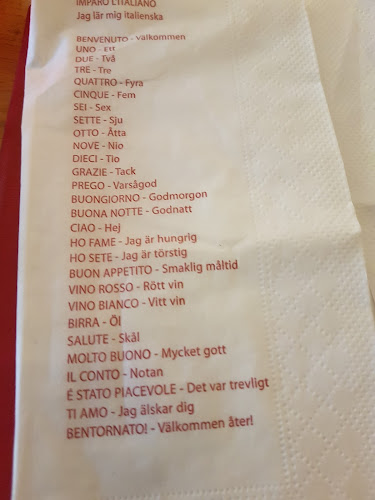 IMPARO L'ITALIANO
Jag lär mig italienska
BENVENUTO - Välkommen
UNO - Ett
DUE - Två
TRE - Tre
QUATTRO - Fyra
CINQUE - Fem
SEI - Sex
SETTE - Sju
OTTO - Åtta
NOVE - Nio
DIECI - Tio
GRAZIE - Tack
PREGO - Varsågod
BUONGIORNO - Godmorgon
BUONA NOTTE - Godnatt
CIAO - Hej
HO FAME - Jag är hungrig
HO SETE - Jag är törstig
BUON APPETITO - Smaklig måltid
VINO ROSSO - Rött vin
VINO BIANCO - Vitt vin
BIRRA - Öl
SALUTE - Skål
MOLTO BUONO - Mycket gott
IL CONTO - Notan
É STATO PIACEVOLE - Det var trevligt
TI AMO - Jag älskar dig
BENTORNATO! - Välkommen åter!